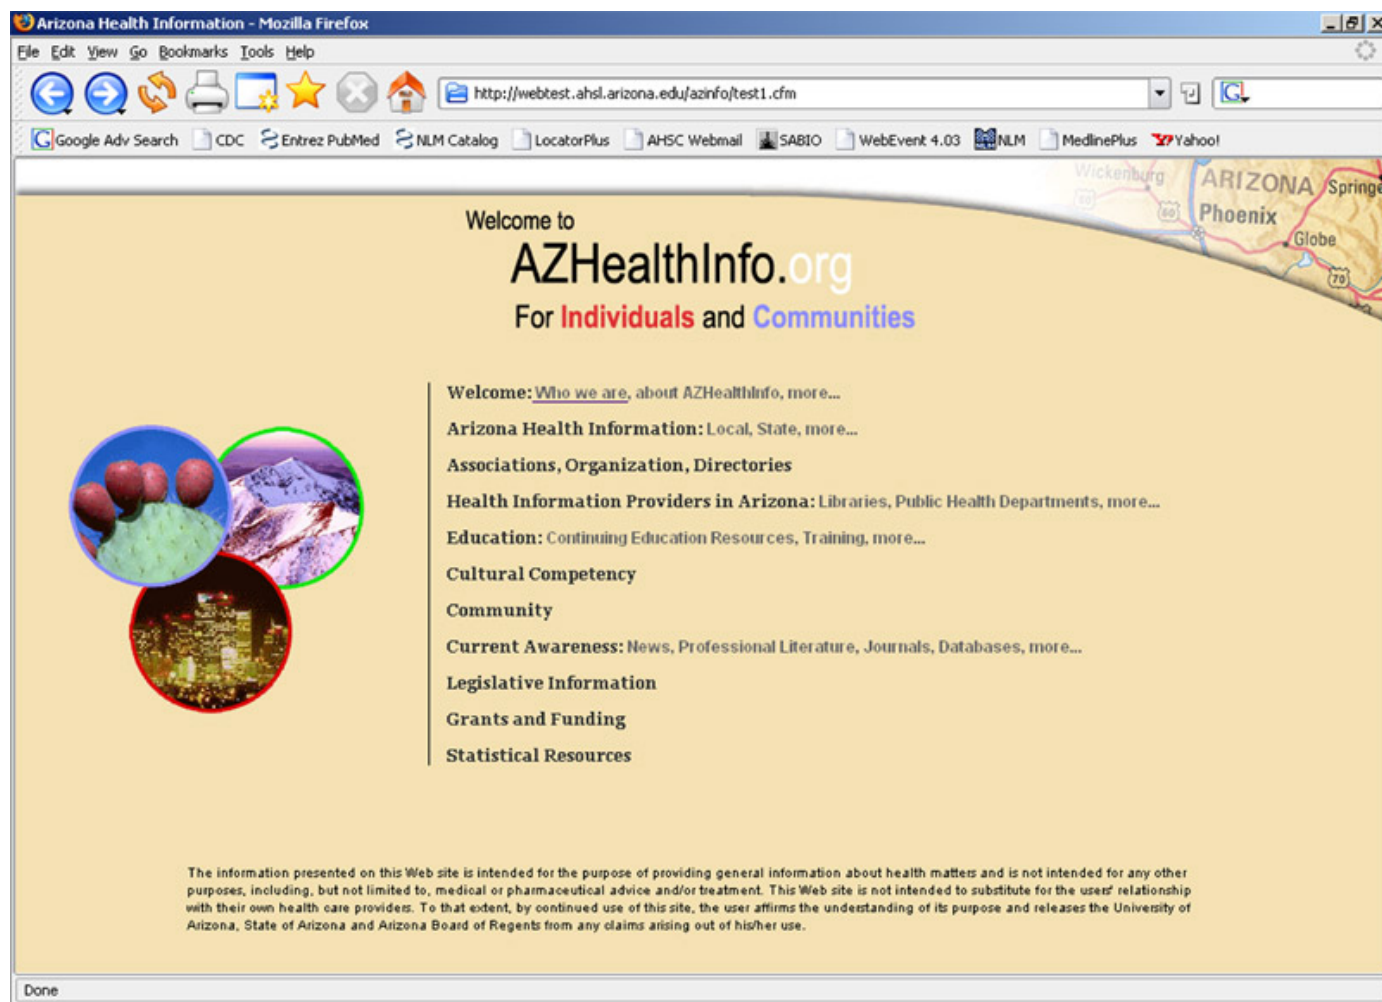 Arizona Health Information - Mozilla Firefox
File Edit View Go Bookmarks Tools Help
http://webtest.ahsl.arizona.edu/azinfo/test1.cfm
Google Adv Search CDC Entrez PubMed NLM Catalog LocatorPlus AHSC Webmail SABIO WebEvent 4.03 NLM MedlinePlus Yahoo!
Wickenburg ARIZONA Springe
60 60 Phoenix
Globe
70
Welcome to
AZHealthInfo.org
For Individuals and Communities
Welcome: Who we are, about AZHealthInfo, more...
Arizona Health Information: Local, State, more...
Associations, Organization, Directories
Health Information Providers in Arizona: Libraries, Public Health Departments, more...
Education: Continuing Education Resources, Training, more...
Cultural Competency
Community
Current Awareness: News, Professional Literature, Journals, Databases, more...
Legislative Information
Grants and Funding
Statistical Resources
The information presented on this Web site is intended for the purpose of providing general information about health matters and is not intended for any other
purposes, including, but not limited to, medical or pharmaceutical advice and/or treatment. This Web site is not intended to substitute for the users' relationship
with their own health care providers. To that extent, by continued use of this site, the user affirms the understanding of its purpose and releases the University of
Arizona, State of Arizona and Arizona Board of Regents from any claims arising out of his/her use.
Done